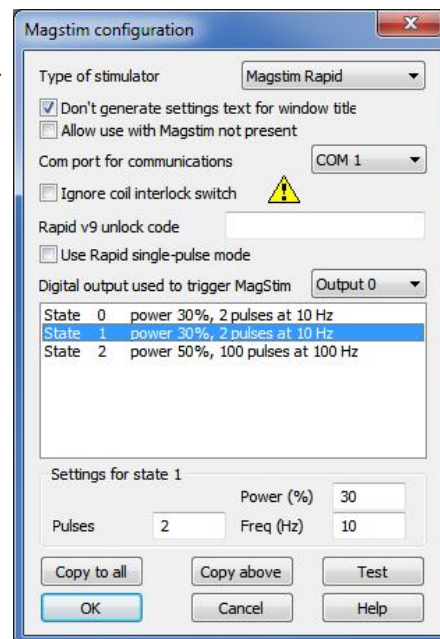 Magstim configuration
Type of stimulator Magstim Rapid
Don't generate settings text for window title
Allow use with Magstim not present
Com port for communications COM 1
Ignore coil interlock switch
Rapid v9 unlock code
Use Rapid single-pulse mode
Digital output used to trigger MagStim Output 0
State 0 power 30%, 2 pulses at 10 Hz
State 1 power 30%, 2 pulses at 10 Hz
State 2 power 50%, 100 pulses at 100 Hz
Settings for state 1
Power (%) 30
Pulses 2 Freq (Hz) 10
Copy to all Copy above Test
OK Cancel Help